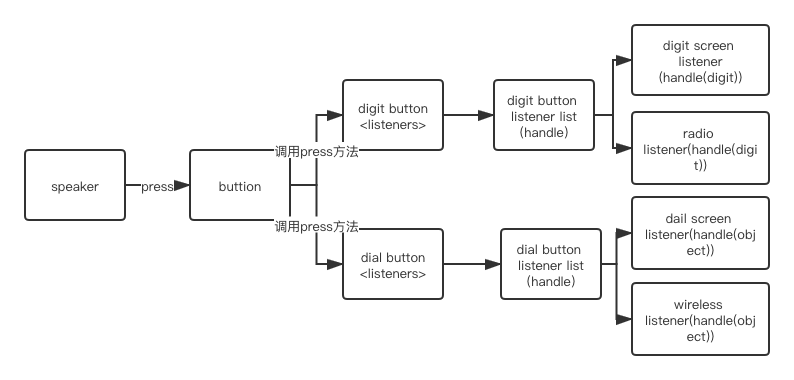 speaker
press
buttion
调用press方法
调用press方法
digit button
<listeners>
dial button
<listeners>
digit button
listener list
(handle)
dial button
listener list
(handle)
digit screen
listener
(handle(digit))
radio
listener(handle(digi
t))
dail screen
listener(handle(obj
ect))
wireless
listener(handle(obj
ect))